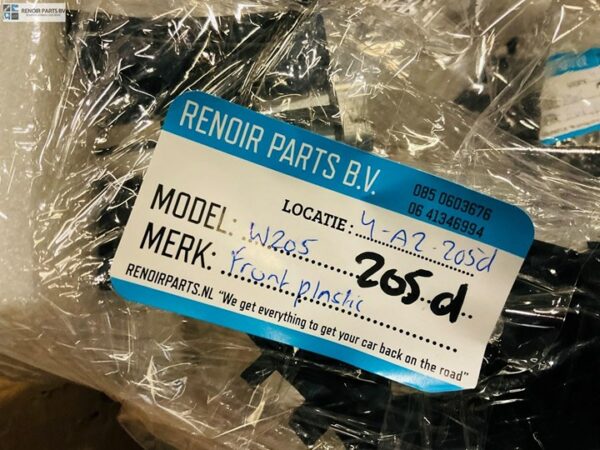 RENOIR PARTS B.V.
RENOIR PARTS B.V.
085 0603676
06 41346994
LOCATIE: 4-A2-205d
MODEL: W205
205d
MERK: front plastic
RENOIRPARTS.NL "We get everything to get your car back on the road"